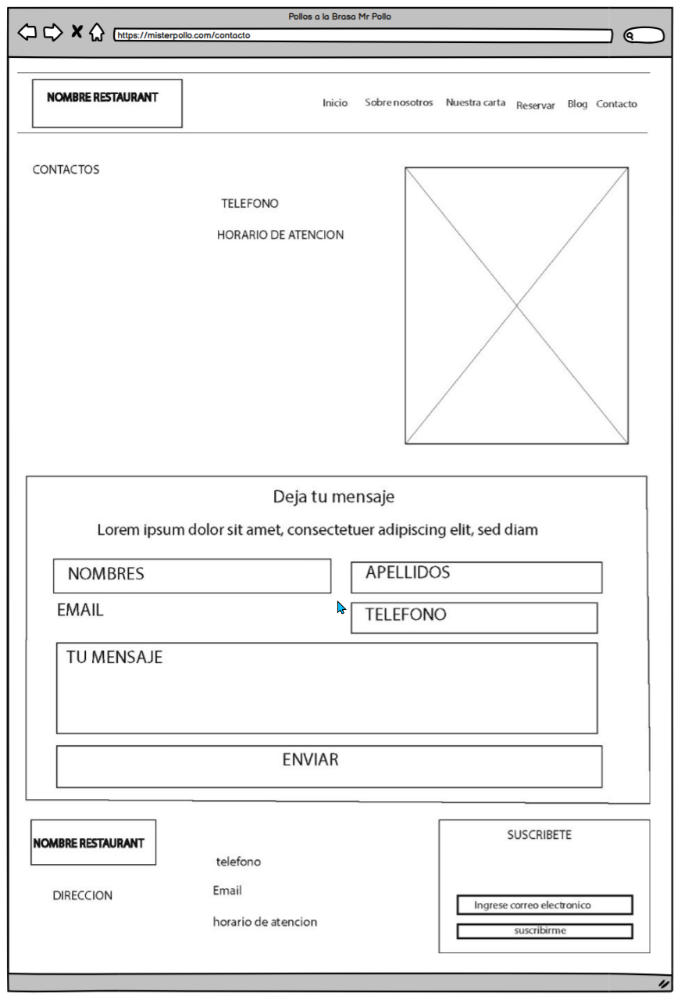 Pollos a la Brasa Mr Pollo
https://misterpollo.com/contacto
NOMBRE RESTAURANT
Inicio Sobre nosotros Nuestra carta Reservar Blog Contacto
CONTACTOS
TELEFONO
HORARIO DE ATENCION
Deja tu mensaje
Lorem ipsum dolor sit amet, consectetuer adipiscing elit, sed diam
NOMBRES APELLIDOS
EMAIL TELEFONO
TU MENSAJE
ENVIAR
NOMBRE RESTAURANT
DIRECCION
telefono
Email
horario de atencion
SUSCRIBETE
Ingrese correo electronico
suscribirme